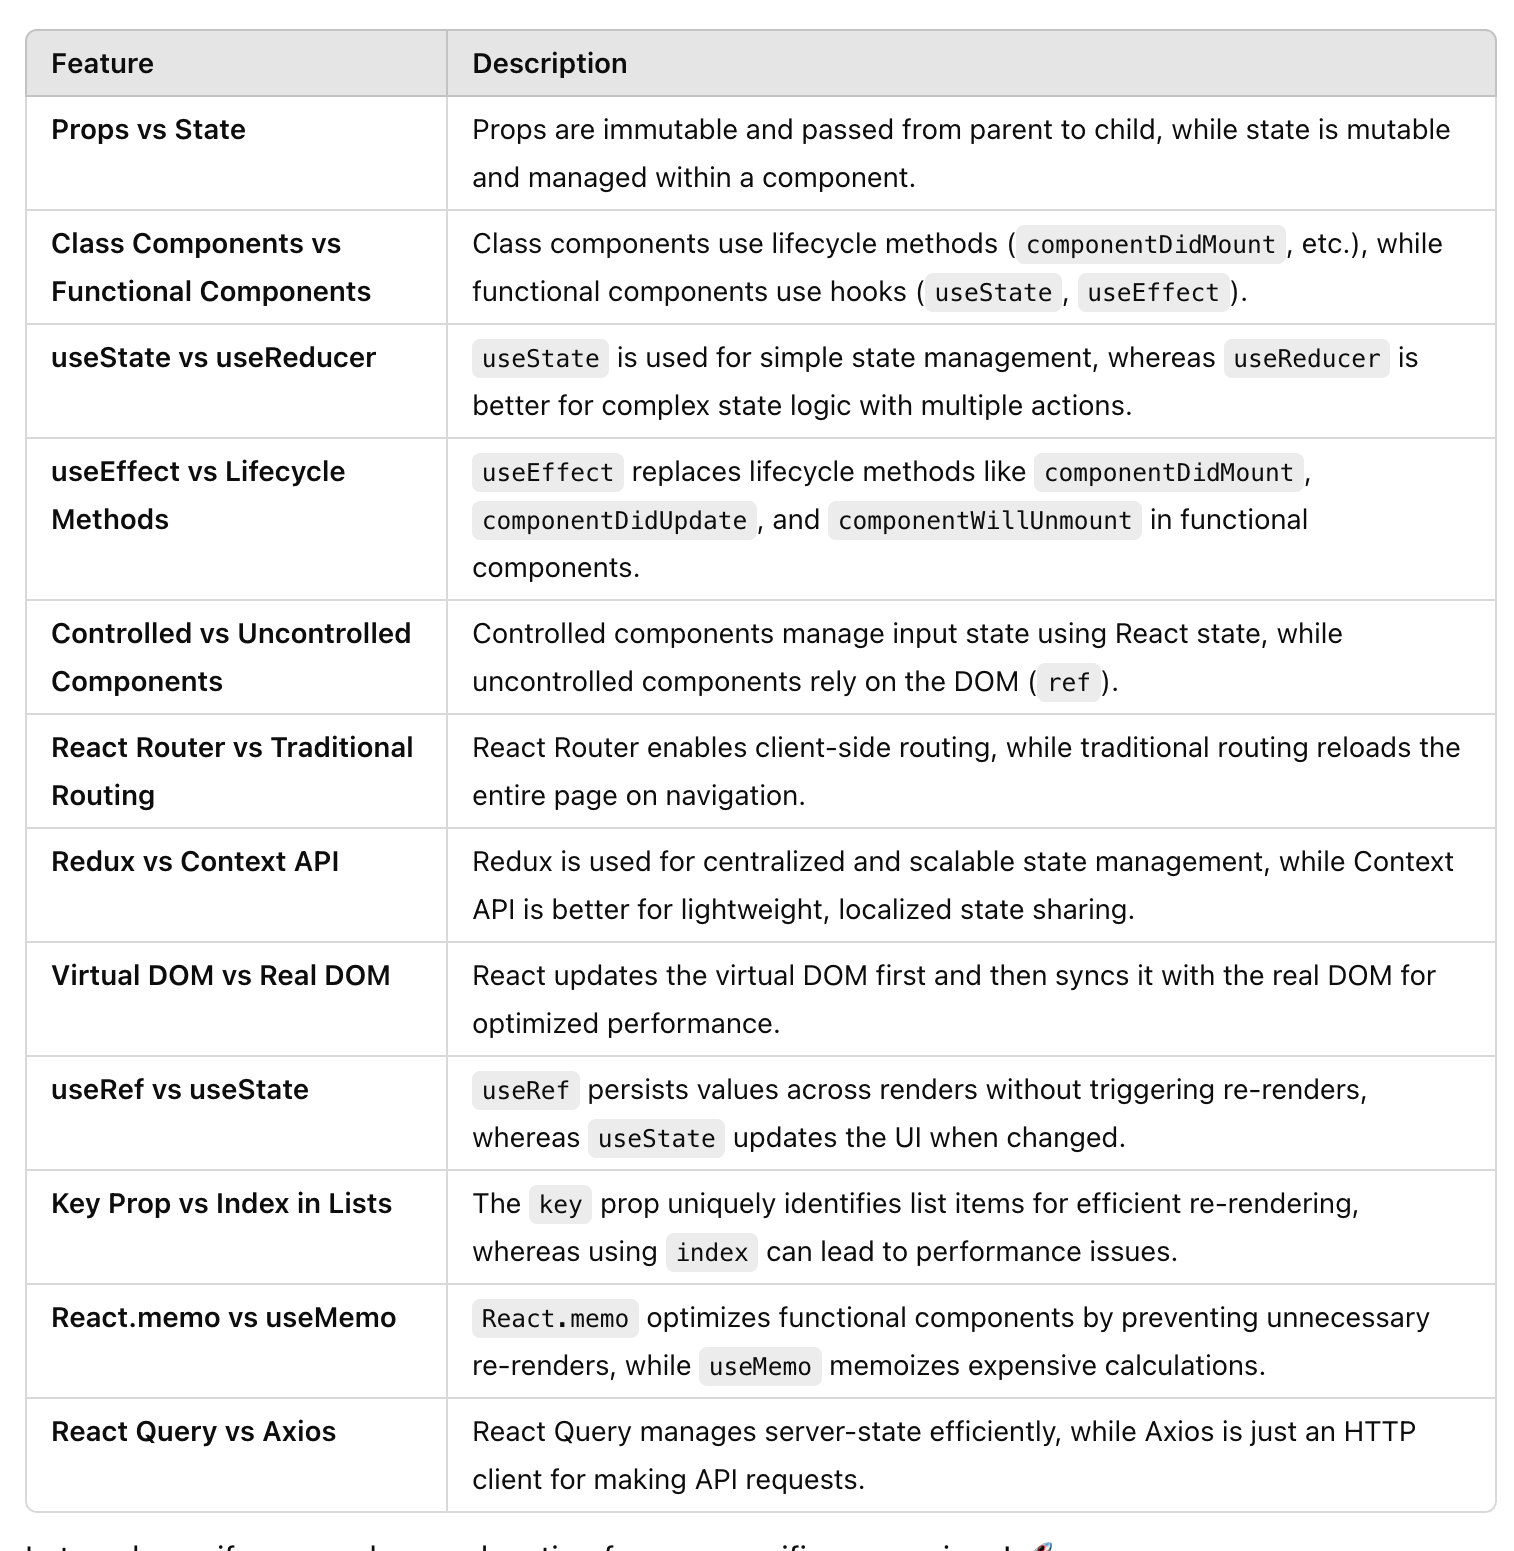 Feature Description
Props vs State Props are immutable and passed from parent to child, while state is mutable
and managed within a component.
Class Components vs Class components use lifecycle methods (componentDidMount, etc.), while
Functional Components functional components use hooks (useState, useEffect).
useState vs useReducer useState is used for simple state management, whereas useReducer is
better for complex state logic with multiple actions.
useEffect vs Lifecycle useEffect replaces lifecycle methods like componentDidMount,
Methods componentDidUpdate, and componentWillUnmount in functional
components.
Controlled vs Uncontrolled Controlled components manage input state using React state, while
Components uncontrolled components rely on the DOM (ref).
React Router vs Traditional React Router enables client-side routing, while traditional routing reloads the
Routing entire page on navigation.
Redux vs Context API Redux is used for centralized and scalable state management, while Context
API is better for lightweight, localized state sharing.
Virtual DOM vs Real DOM React updates the virtual DOM first and then syncs it with the real DOM for
optimized performance.
useRef vs useState useRef persists values across renders without triggering re-renders,
whereas useState updates the UI when changed.
Key Prop vs Index in Lists The key prop uniquely identifies list items for efficient re-rendering,
whereas using index can lead to performance issues.
React.memo vs useMemo React.memo optimizes functional components by preventing unnecessary
re-renders, while useMemo memoizes expensive calculations.
React Query vs Axios React Query manages server-state efficiently, while Axios is just an HTTP
client for making API requests.